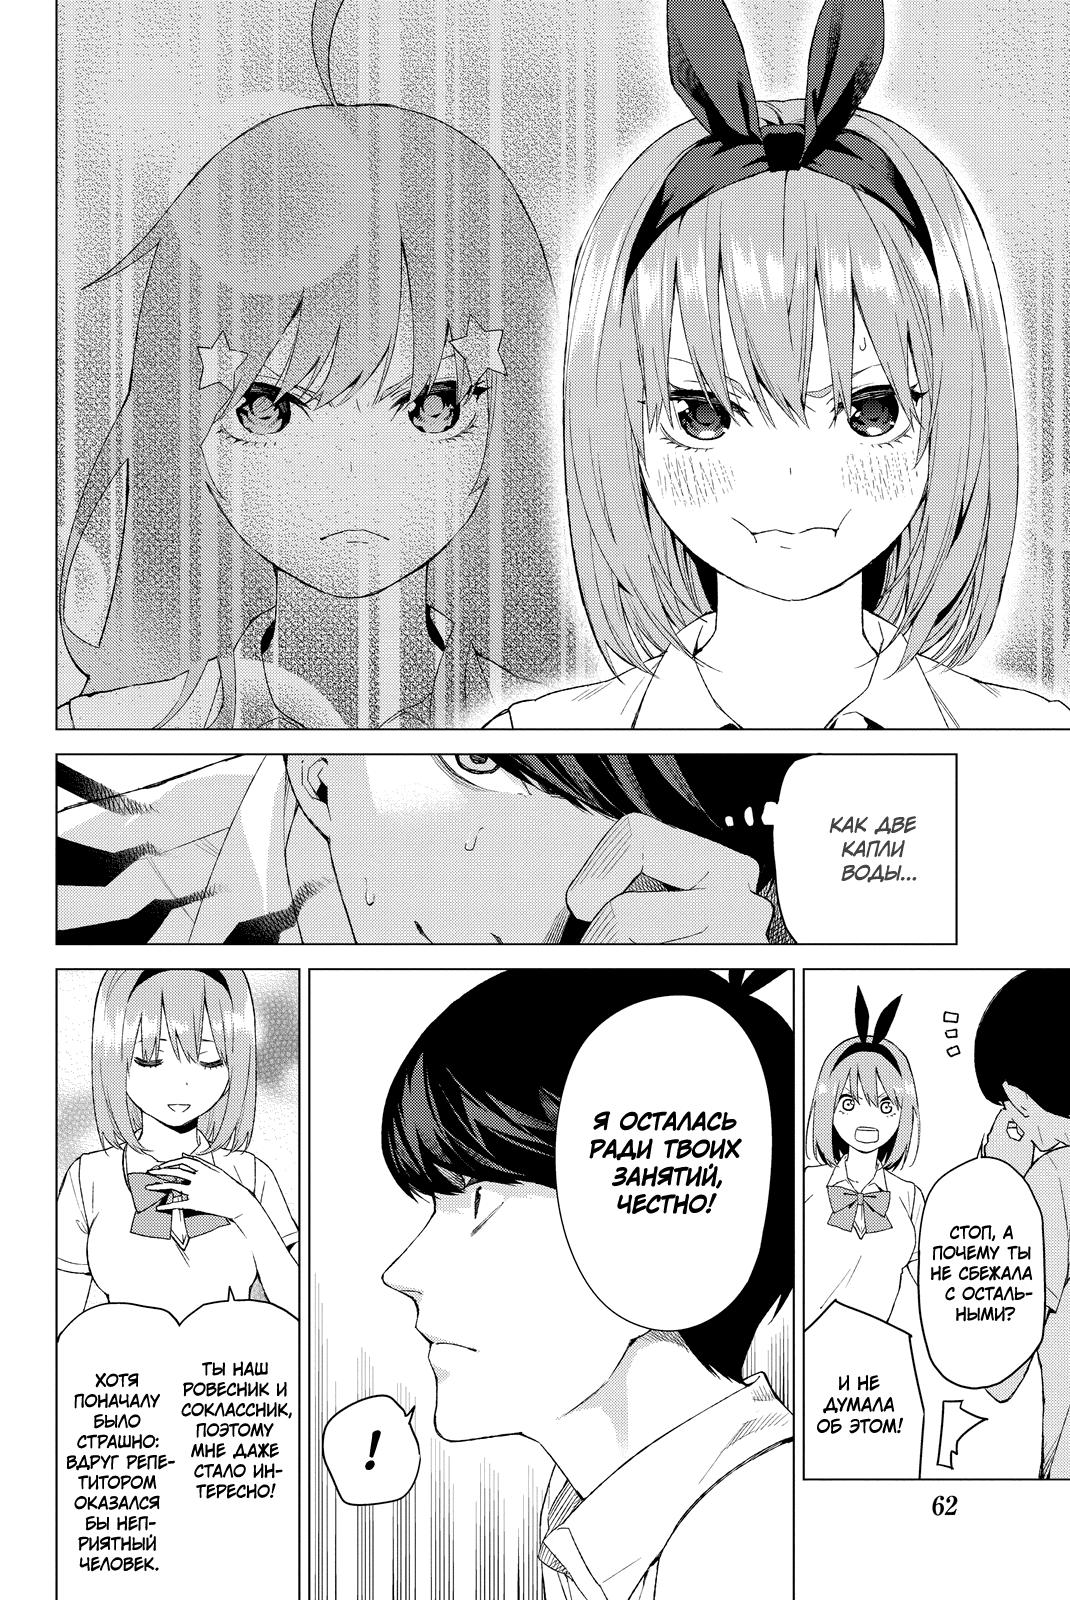 КАК ДВЕ
КАПЛИ
ВОДЫ...
СТОП, А
ПОЧЕМУ ТЫ
НЕ СБЕЖАЛА
С ОСТАЛЬ-
НЫМИ?
И НЕ
ДУМАЛА
ОБ ЭТОМ!
Я ОСТАЛАСЬ
РАДИ ТВОИХ
ЗАНЯТИЙ,
ЧЕСТНО!
!
ТЫ НАШ
РОВЕСНИК И
СОКЛАССНИК,
ПОЭТОМУ
МНЕ ДАЖЕ
СТАЛО ИН-
ТЕРЕСНО!
ХОТЯ
ПОНАЧАЛУ
БЫЛО
СТРАШНО:
ВДРУГ РЕПЕ-
ТИТОРОМ
ОКАЗАЛСЯ
БЫ НЕП-
РИЯТНЫЙ
ЧЕЛОВЕК.
62